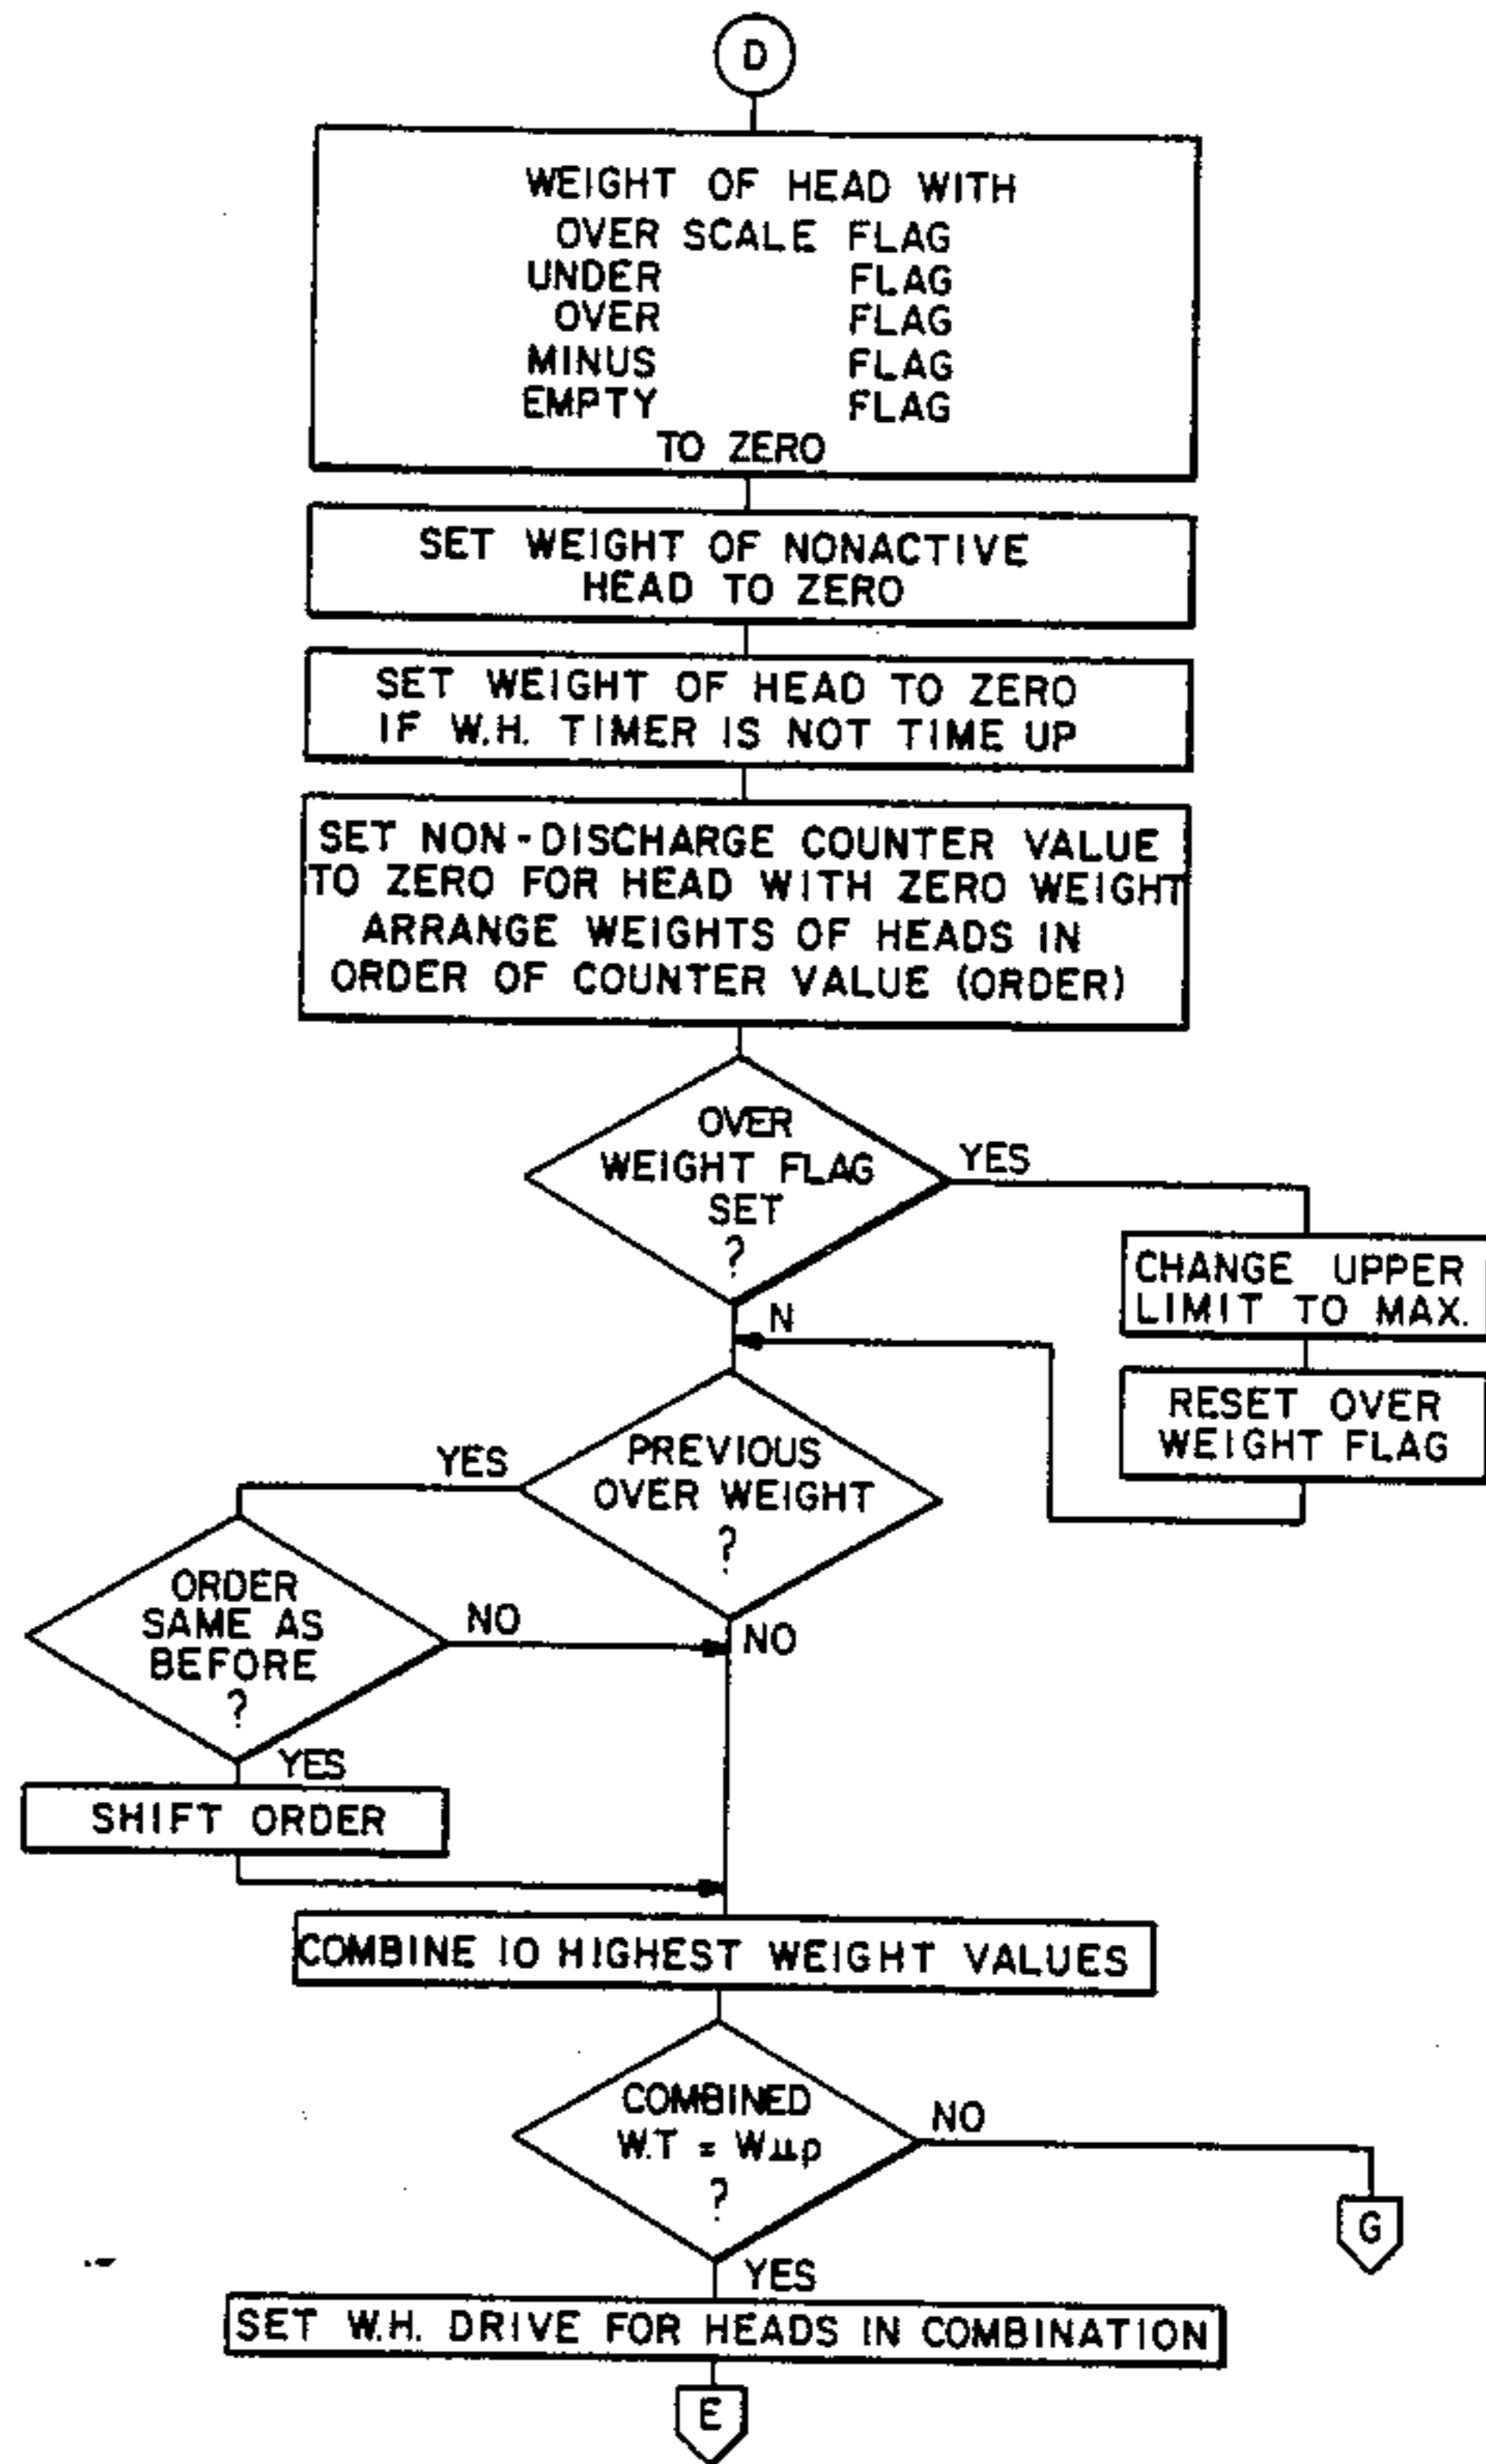 D
WEIGHT OF HEAD WITH
OVER SCALE FLAG
UNDER FLAG
OVER FLAG
MINUS FLAG
EMPTY FLAG
TO ZERO
SET WEIGHT OF NONACTIVE
HEAD TO ZERO
SET WEIGHT OF HEAD TO ZERO
IF W.H. TIMER IS NOT TIME UP
SET NON-DISCHARGE COUNTER VALUE
TO ZERO FOR HEAD WITH ZERO WEIGHT
ARRANGE WEIGHTS OF HEADS IN
ORDER OF COUNTER VALUE (ORDER)
OVER
WEIGHT FLAG
SET
?
YES
CHANGE UPPER
LIMIT TO MAX.
N
RESET OVER
WEIGHT FLAG
PREVIOUS
OVER WEIGHT
?
YES
NO
ORDER
SAME AS
BEFORE
?
NO
YES
SHIFT ORDER
COMBINE 10 HIGHEST WEIGHT VALUES
COMBINED
W.T = Wμp
?
NO
G
YES
SET W.H. DRIVE FOR HEADS IN COMBINATION
E